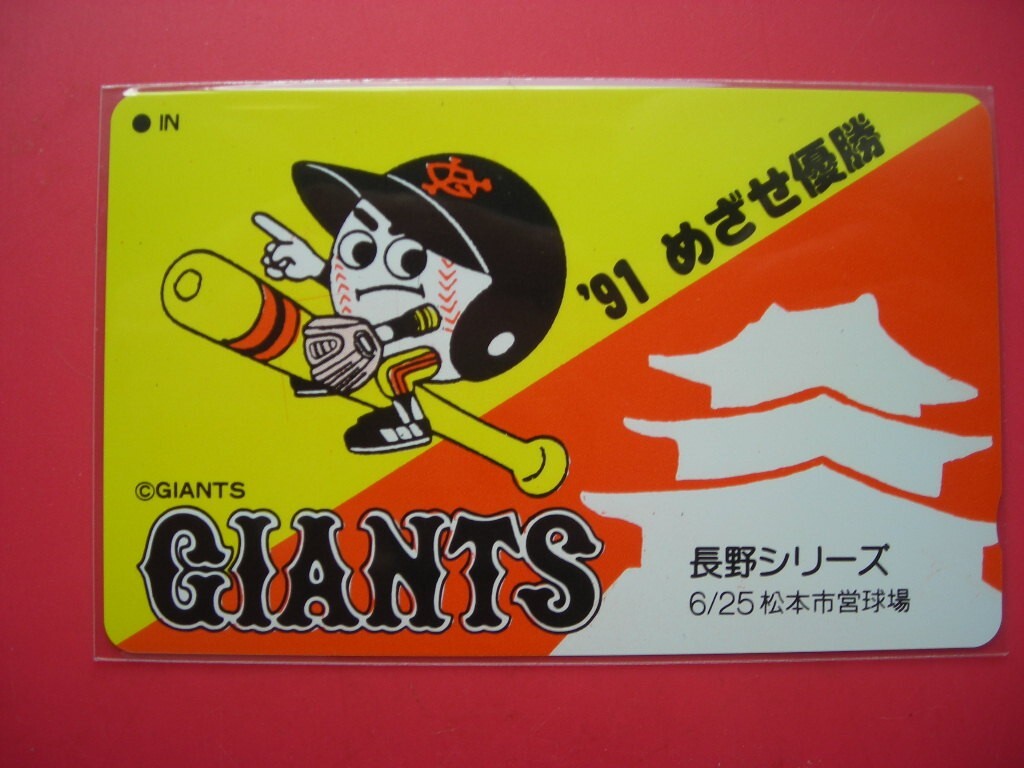 ● IN
'91 めざせ優勝
©GIANTS
GIANTS
長野シリーズ
6/25 松本市営球場